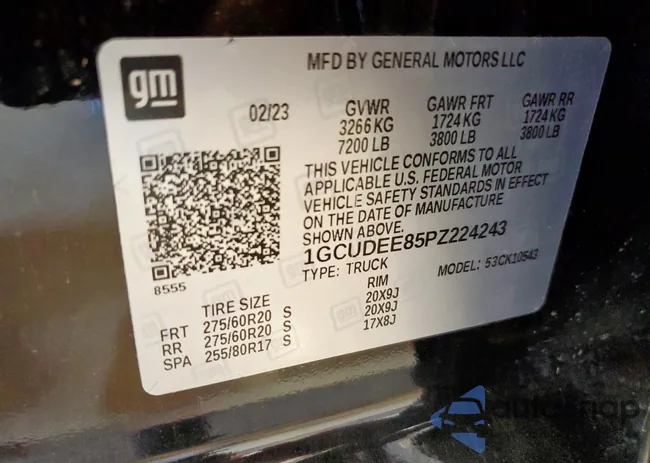 gm
MFD BY GENERAL MOTORS LLC
02/23 GVWR GAWR FRT GAWR RR
3266 KG 1724 KG 1724 KG
7200 LB 3800 LB 3800 LB
THIS VEHICLE CONFORMS TO ALL
APPLICABLE U.S. FEDERAL MOTOR
VEHICLE SAFETY STANDARDS IN EFFECT
ON THE DATE OF MANUFACTURE
SHOWN ABOVE.
1GCUDEE85PZ224243
8555
TYPE: TRUCK MODEL: 53CK10543
TIRE SIZE RIM
FRT 275/60R20 S 20X9J
RR 275/60R20 S 20X9J
SPA 255/80R17 S 17X8J
autosnap